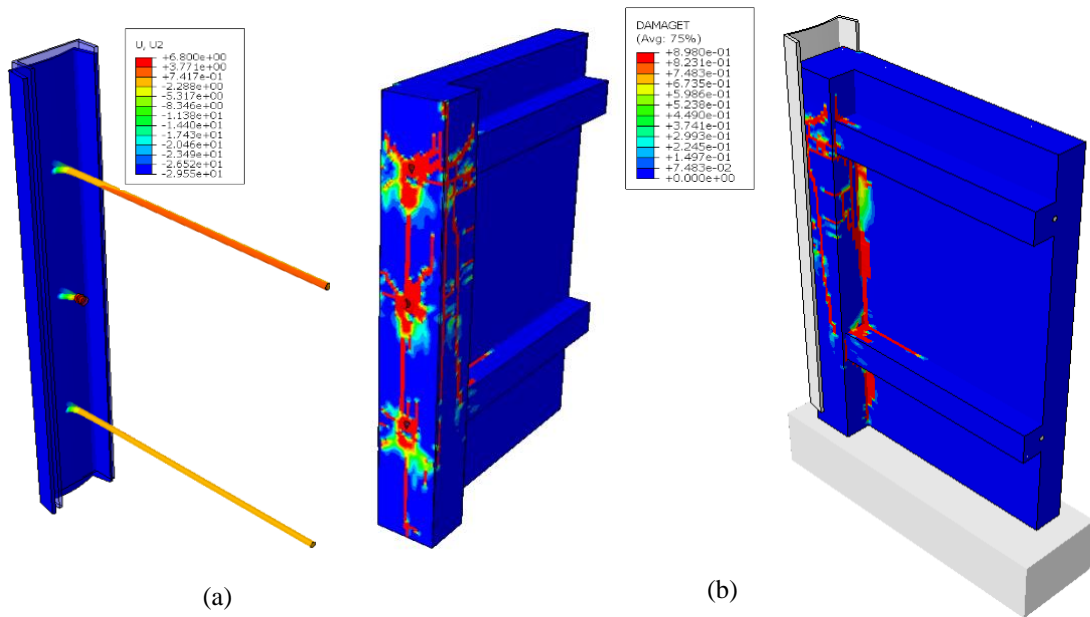 U, U2
+6.800e+00
+3.771e+00
+7.417e-01
-2.288e+00
-5.317e+00
-8.346e+00
-1.138e+01
-1.440e+01
-1.743e+01
-2.046e+01
-2.349e+01
-2.652e+01
-2.955e+01
DAMAGET
(Avg: 75%)
+8.980e-01
+8.231e-01
+7.483e-01
+6.735e-01
+5.986e-01
+5.238e-01
+4.490e-01
+3.741e-01
+2.993e-01
+2.245e-01
+1.497e-01
+7.483e-02
+0.000e+00
(a)
(b)